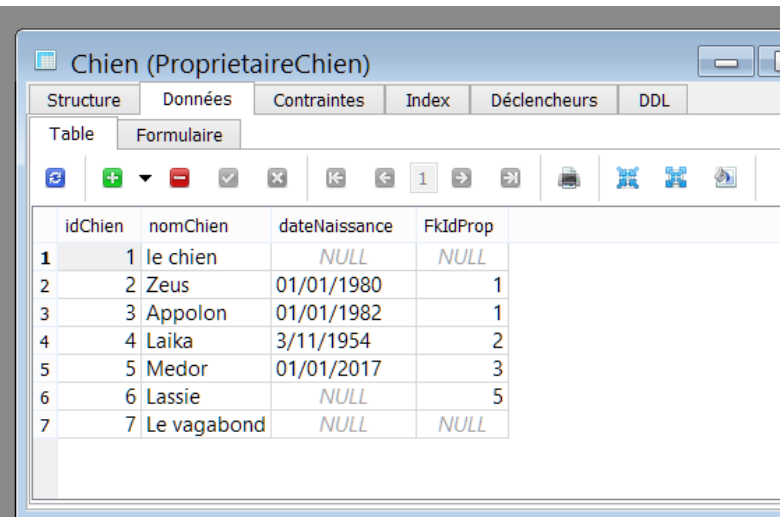 Chien (ProprietaireChien)
Structure Données Contraintes Index Déclencheurs DDL
Table Formulaire
1
idChien nomChien dateNaissance FkIdProp
1 1 le chien NULL NULL
2 2 Zeus 01/01/1980 1
3 3 Appolon 01/01/1982 1
4 4 Laika 3/11/1954 2
5 5 Medor 01/01/2017 3
6 6 Lassie NULL 5
7 7 Le vagabond NULL NULL